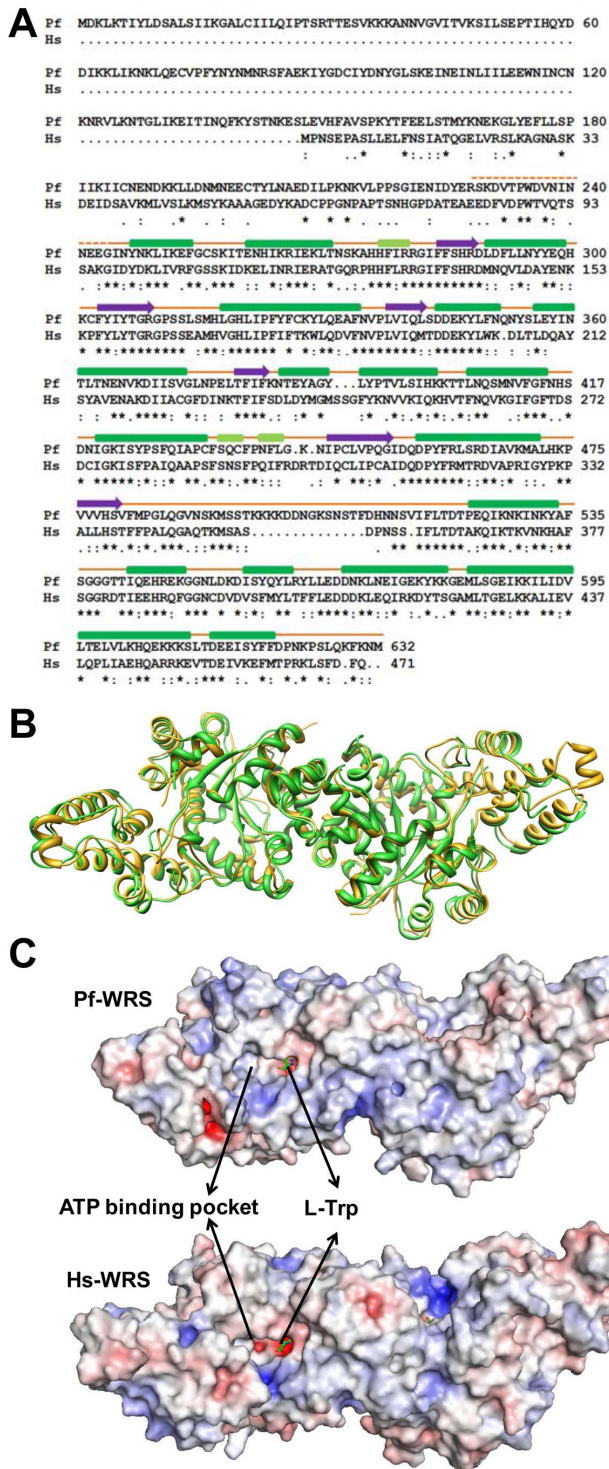 A
Pf MDKLKTIYLDSALSIIKGALCIILQIPTSRTTESVKKKANNVGVITVKSILSEPTIHQYD 60
Hs ............................................................
Pf DIKKLIKNKLQECVPFYNYNMNRSFAEKIYGDCIYDNYGLSKEINEINLIILEEWNINCN 120
Hs ............................................................
Pf KNRVLKNTGLIKEITINQFKYSTNKESLEVHFAVSPKYTFEELSTMYKNEKGLYEFLLSP 180
Hs ...........................MPNSEPASLLELFNSIATQGELVRSLKAGNASK 33
Pf IIKIICNENDKKLLDNMNEECTYLNAEDILPKNKVLPPSGIENIDYERSKDVTPWDVNIN 240
Hs DEIDSAVKMLVSLKMSYKAAAGEDYKADCPPGNPAPTSNHGPDATEAEEDFVDPWTVQTS 93
Pf NEEGINYNKLIKEFGCSKITENHIKRIEKLTNSKAHHFIRRGIFFSHRDLDFLLNYYEQH 300
Hs SAKGIDYDKLIVRFGSSKIDKELINRIERATGQRPHHFLRRGIFFSHRDMNQVLDAYENK 153
Pf KCFYIYTGRGPSSLSMHLGHLIPFYFCKYLQEAFNVPLVIQLSDDEKYLFNQNYSLEYIN 360
Hs KPFYLYTGRGPSSEAMHVGHLIPFIFTKWLQDVFNVPLVIQMTDDEKYLWK.DLTLDQAY 212
Pf TLTNENVKDIISVGLNPELTFIFKNTEYAGY...LYPTVLSIHKKTTLNQSMNVFGFNHS 417
Hs SYAVENAKDIIACGFDINKTFIFSDLDYMGMSSGFYKNVVKIQKHVTFNQVKGIFGFTDS 272
Pf DNIGKISYPSFQIAPCFSQCFPNFLG.K.NIPCLVPQGIDQDPYFRLSRDIAVKMALHKP 475
Hs DCIGKISFPAIQAAPSFSNSFPQIFRDRTDIQCLIPCAIDQDPYFRMTRDVAPRIGYPKP 332
Pf VVVHSVFMPGLQGVNSKMSSTKKKKDDNGKSNSTFDHNNSVIFLTDTPEQIKNKINKYAF 535
Hs ALLHSTFFPALQGAQTKMSAS...............DPNSSIFLTDTAKQIKTKVNKHAF 377
Pf SGGGTTIQEHREKGGNLDKDISYQYLRYLLEDDNKLNEIGEKYKKGEMLSGEIKKILIDV 595
Hs SGGRDTIEEHRQFGGNCDVDVSFMYLTFFLEDDDKLEQIRKDYTSGAMLTGELKKALIEV 437
Pf LTELVLKHQEKKKSLTDEEISYFFDPNKPSLQKFKNM 632
Hs LQPLIAEHQARRKEVTDEIVKEFMTPRKLSFD.FQ.. 471
B
C
Pf-WRS
ATP binding pocket L-Trp
Hs-WRS